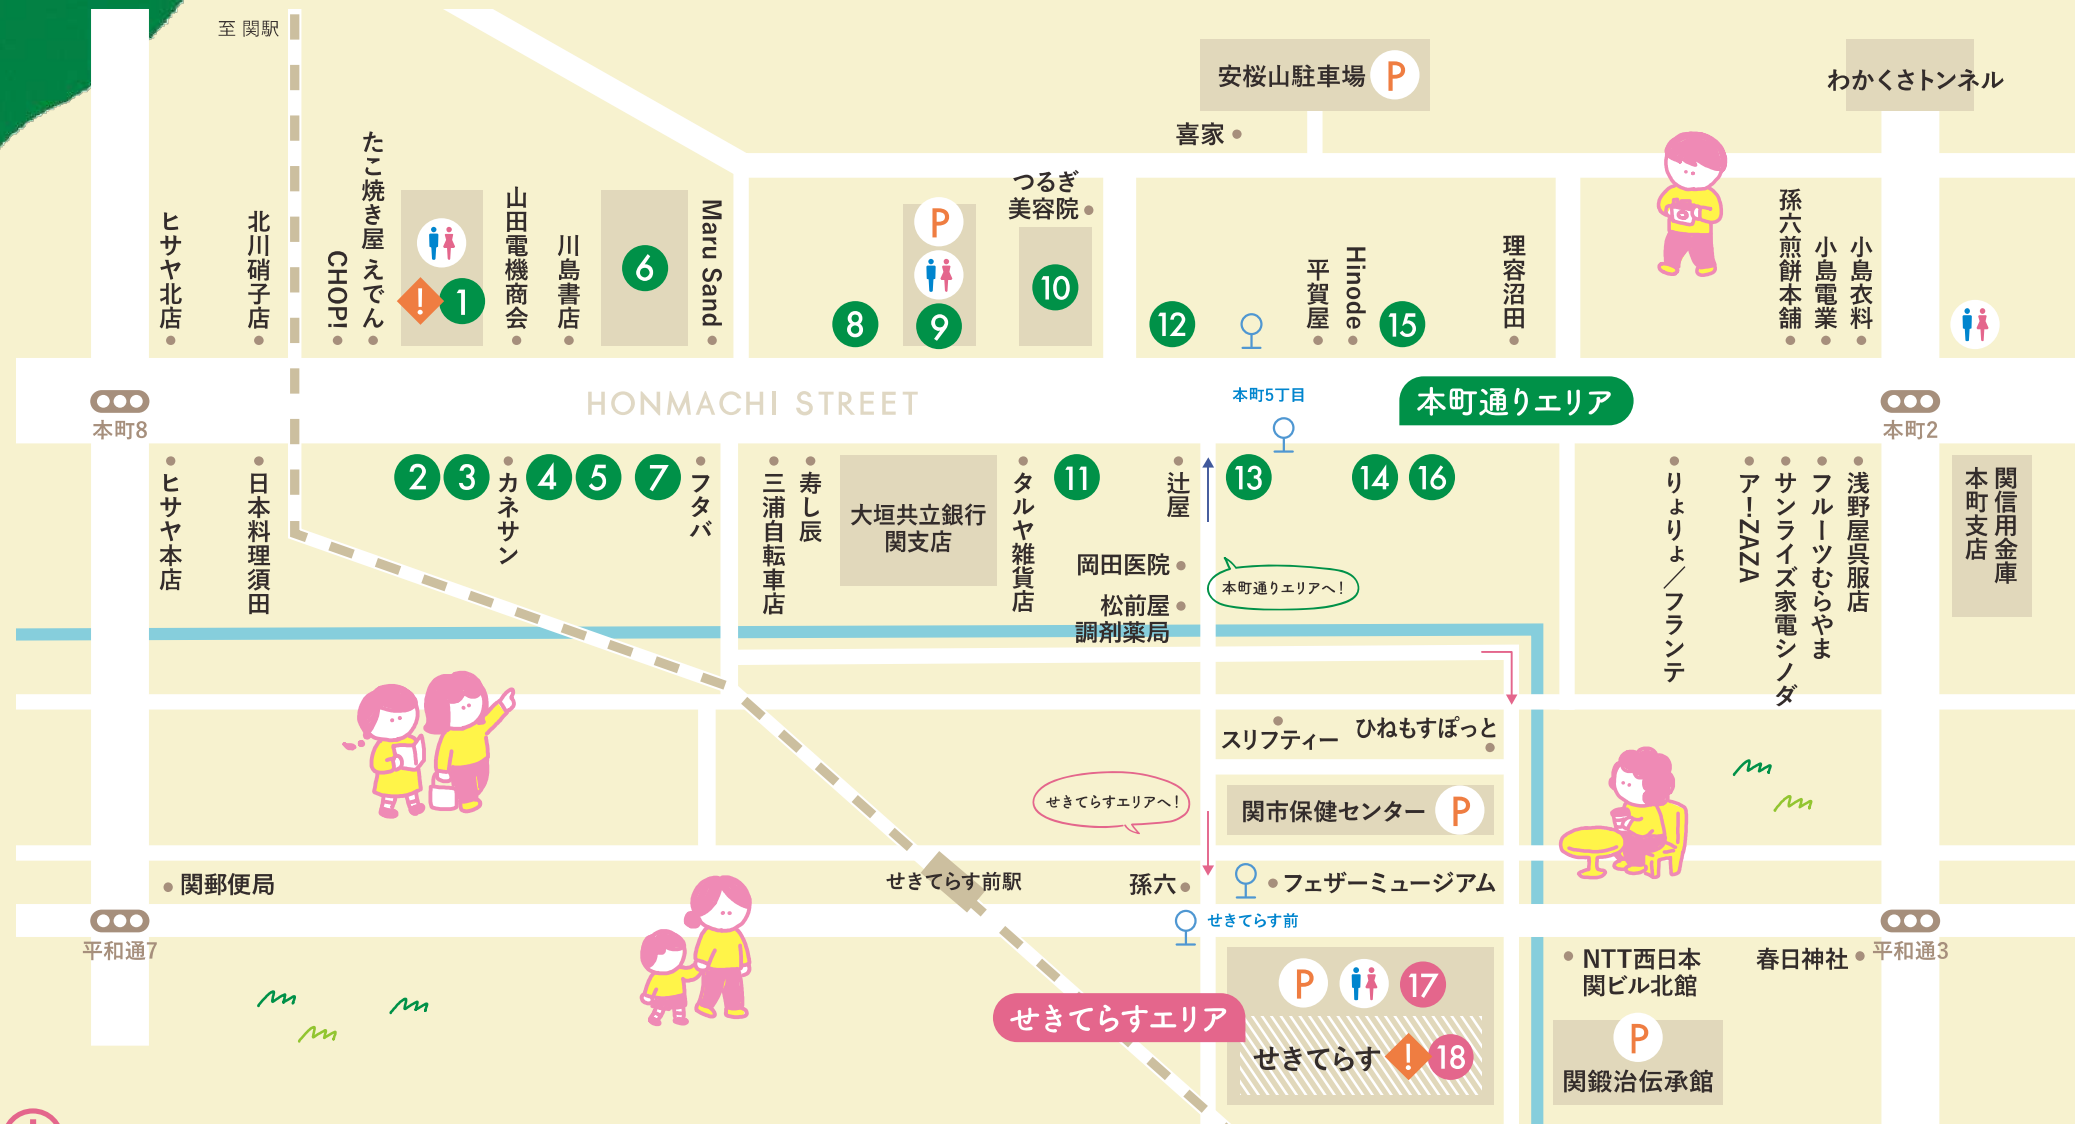 至 関駅
安桜山駐車場 P
わかくさトンネル
喜家
ヒサヤ北店
北川硝子店
CHOP!
たこ焼き屋 えでん
! 1
山田電機商会
川島書店
6
Maru Sand
8
P
9
つるぎ
美容院
10
12
平賀屋
Hinode
15
理容沼田
孫六煎餅本舗
小島電業
小島衣料
HONMACHI STREET
本町5丁目
本町通りエリア
本町8
本町2
ヒサヤ本店
日本料理須田
2
3
カネサン
4
5
7
フタバ
三浦自転車店
寿し辰
大垣共立銀行
関支店
タルヤ雑貨店
11
辻屋
13
14
16
岡田医院
松前屋
調剤薬局
本町通りエリアへ!
りょりょ/フランテ
ア!ZAZA
サンライズ家電シノダ
フルーツむらやま
浅野屋呉服店
関信用金庫
本町支店
スリフティー
ひねもすぽっと
せきてらすエリアへ!
関市保健センター P
関郵便局
せきてらす前駅
孫六
フェザーミュージアム
せきてらす前
平和通7
平和通3
NTT西日本
関ビル北館
春日神社
P 17
せきてらすエリア
せきてらす ! 18
P
関鍛冶伝承館